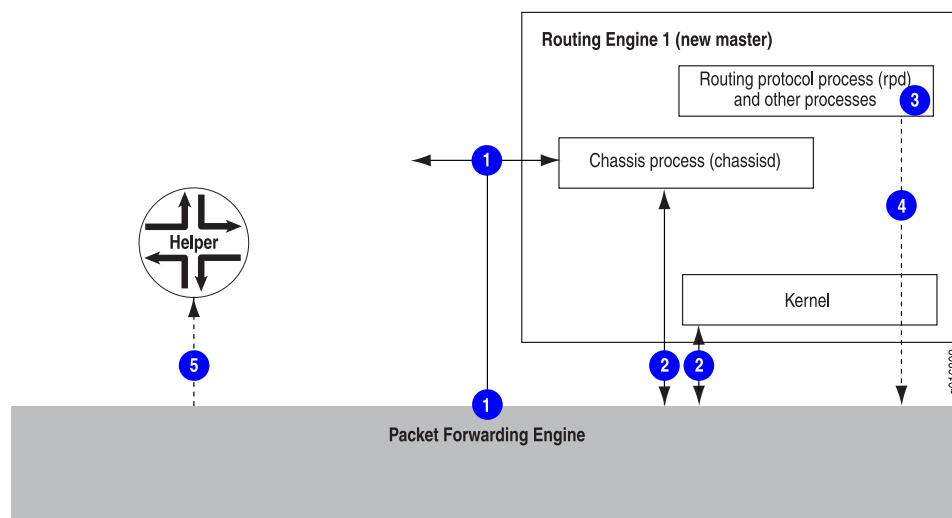 Routing Engine 1 (new master)
Routing protocol process (rpd)
and other processes
3
1
Chassis process (chassisd)
4
Helper
Kernel
5
2
2
1
Packet Forwarding Engine